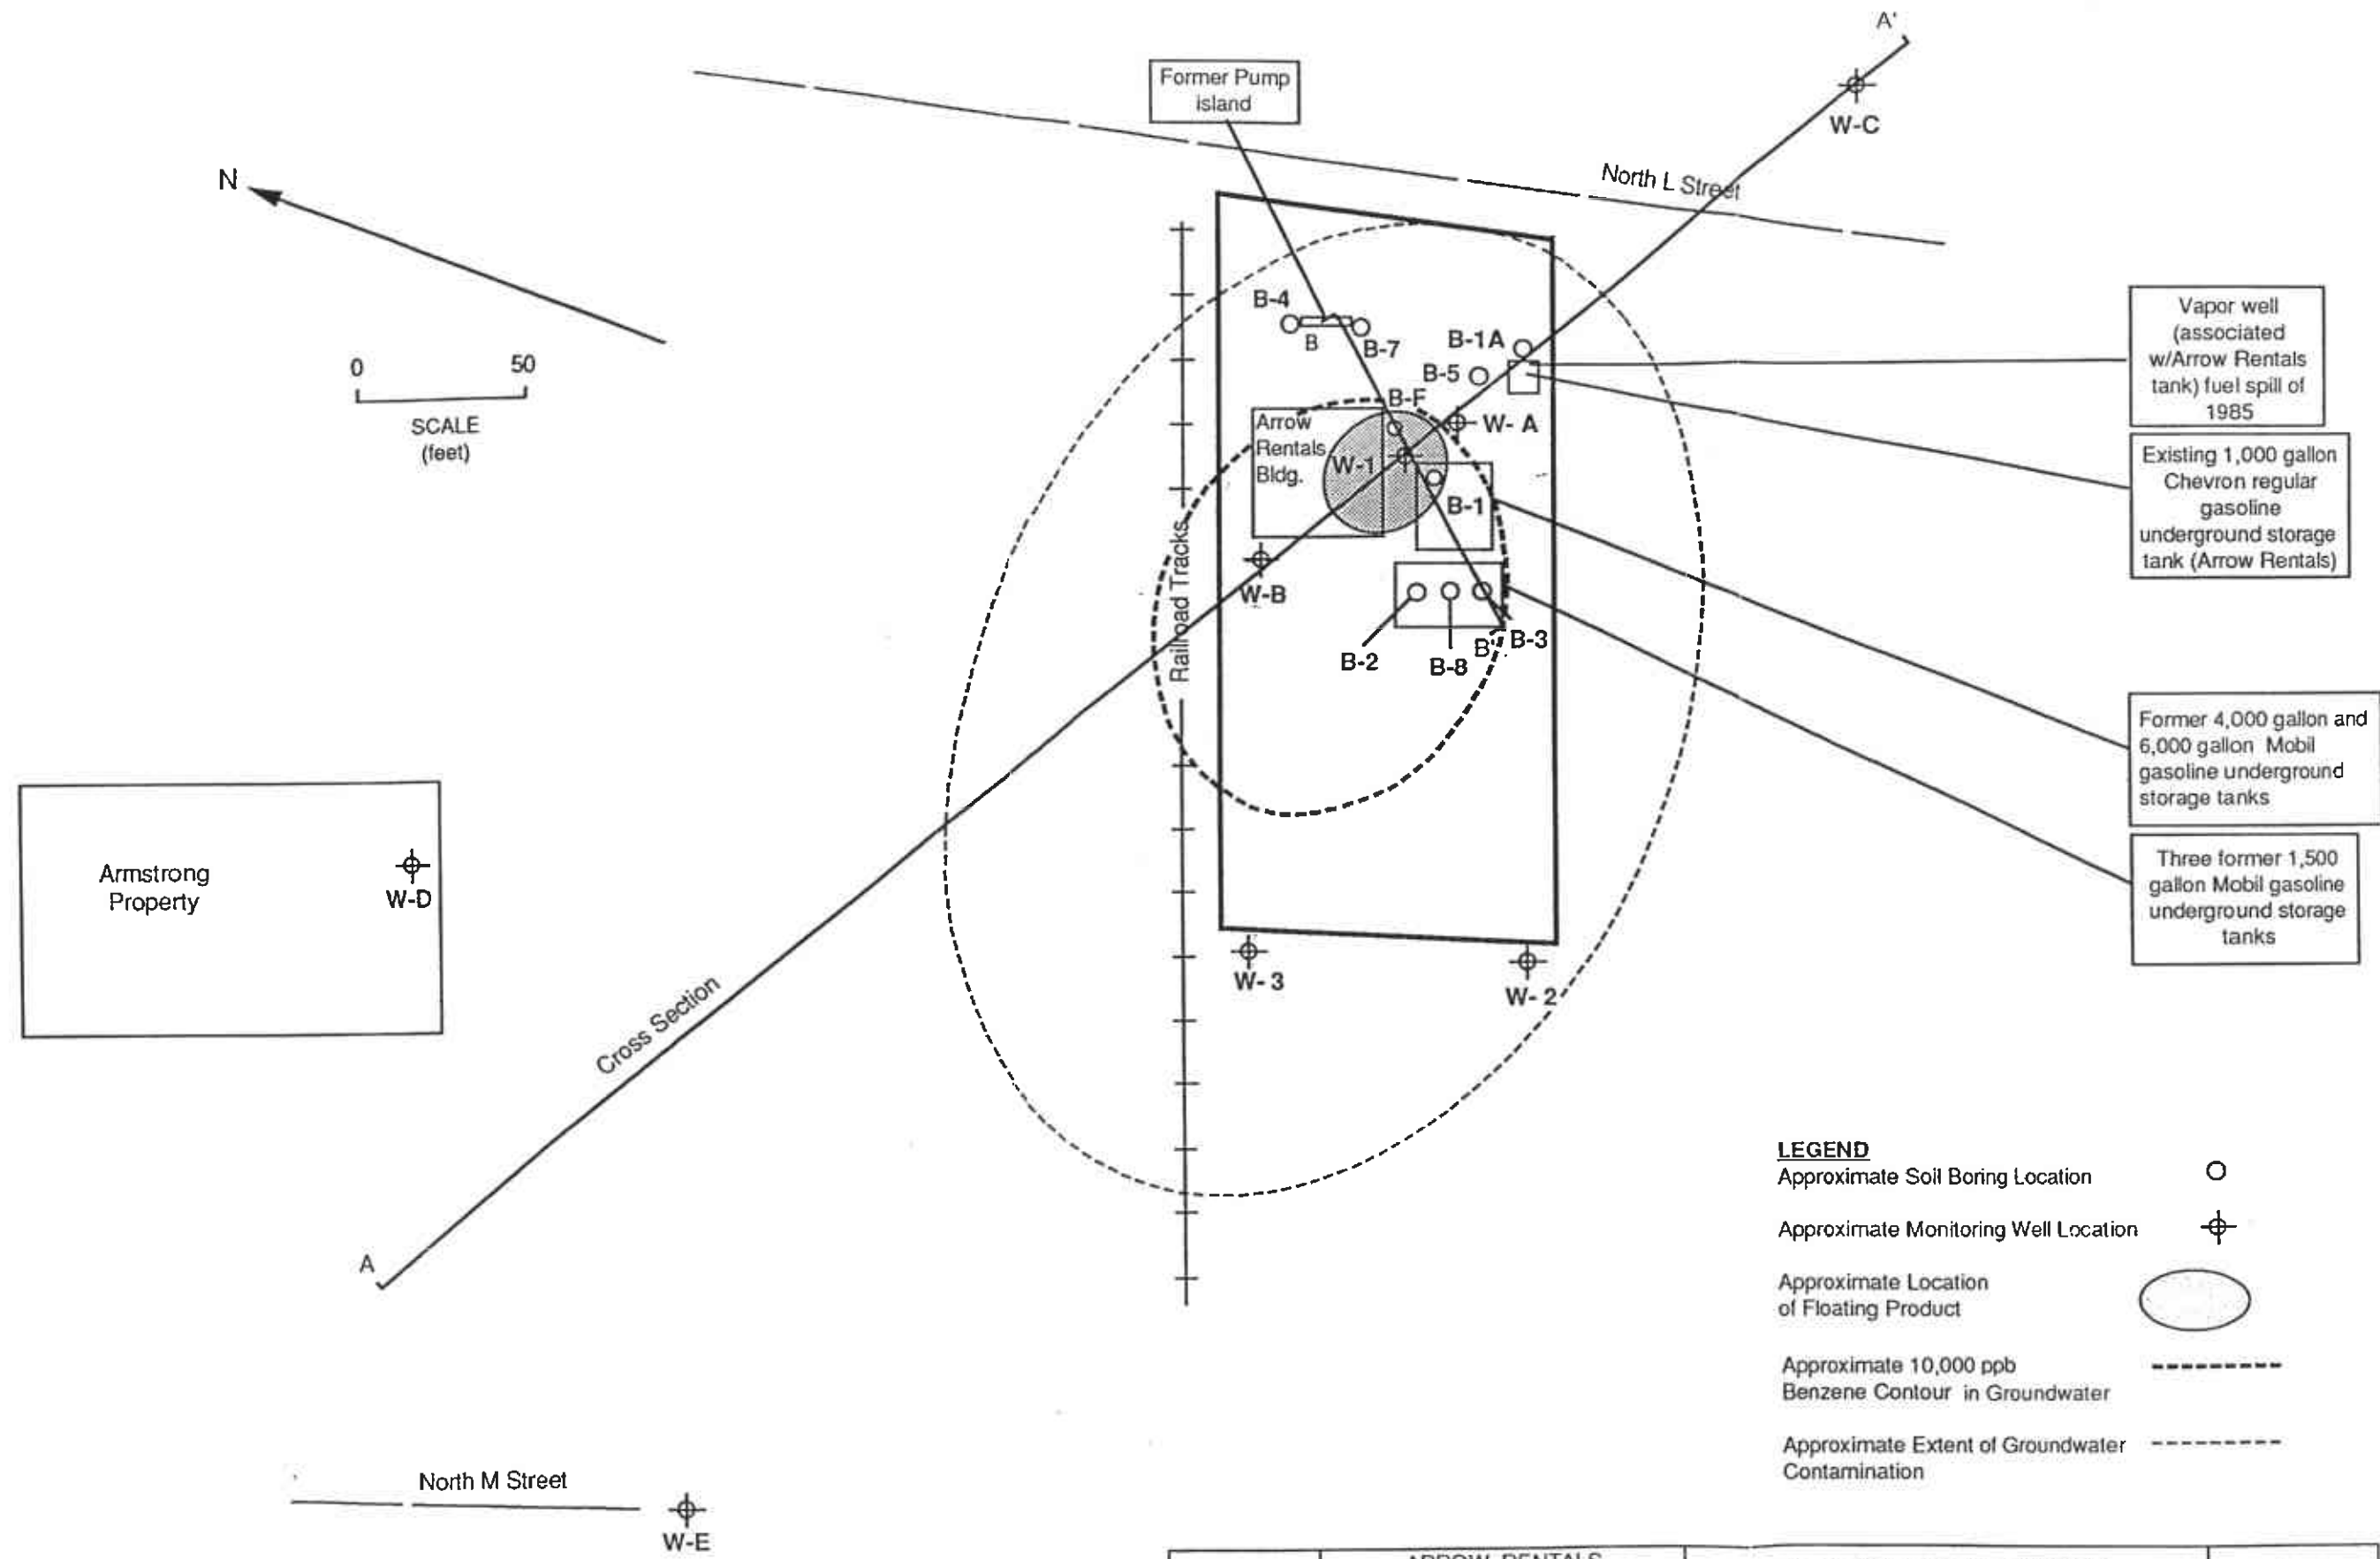 A'
Former Pump
island
W-C
N
North L Street
0 50
SCALE
(feet)
B-4
B
B-7
B-1A
B-5
B-F
W- A
Arrow
Rentals
Bldg.
W-1
B-1
Railroad Tracks
W-B
B-2
B-8
B'
B-3
Vapor well
(associated
w/Arrow Rentals
tank) fuel spill of
1985
Existing 1,000 gallon
Chevron regular
gasoline
underground storage
tank (Arrow Rentals)
Former 4,000 gallon and
6,000 gallon Mobil
gasoline underground
storage tanks
Three former 1,500
gallon Mobil gasoline
underground storage
tanks
Armstrong
Property
W-D
W- 3
W- 2
Cross Section
A
LEGEND
Approximate Soil Boring Location
Approximate Monitoring Well Location
Approximate Location
of Floating Product
Approximate 10,000 ppb
Benzene Contour in Groundwater
Approximate Extent of Groundwater
Contamination
North M Street
W-E
ARROW RENTALS